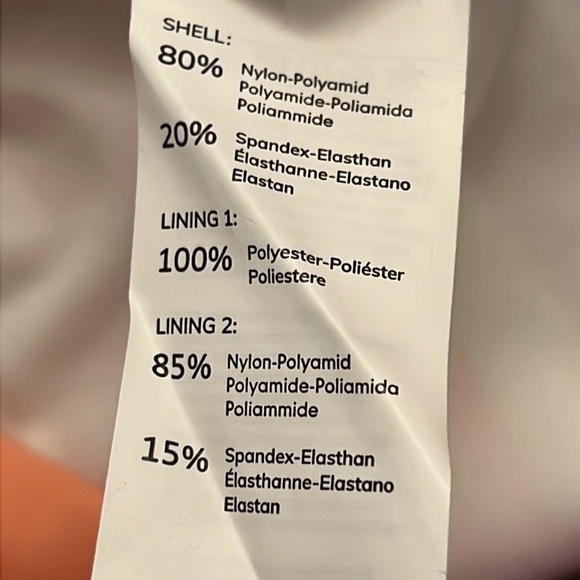 SHELL:
80% Nylon-Polyamid
Polyamide-Poliamida
Poliammide
20% Spandex-Elasthan
Élasthanne-Elastano
Elastan
LINING 1:
100% Polyester-Poliéster
Poliestere
LINING 2:
85% Nylon-Polyamid
Polyamide-Poliamida
Poliammide
15% Spandex-Elasthan
Élasthanne-Elastano
Elastan